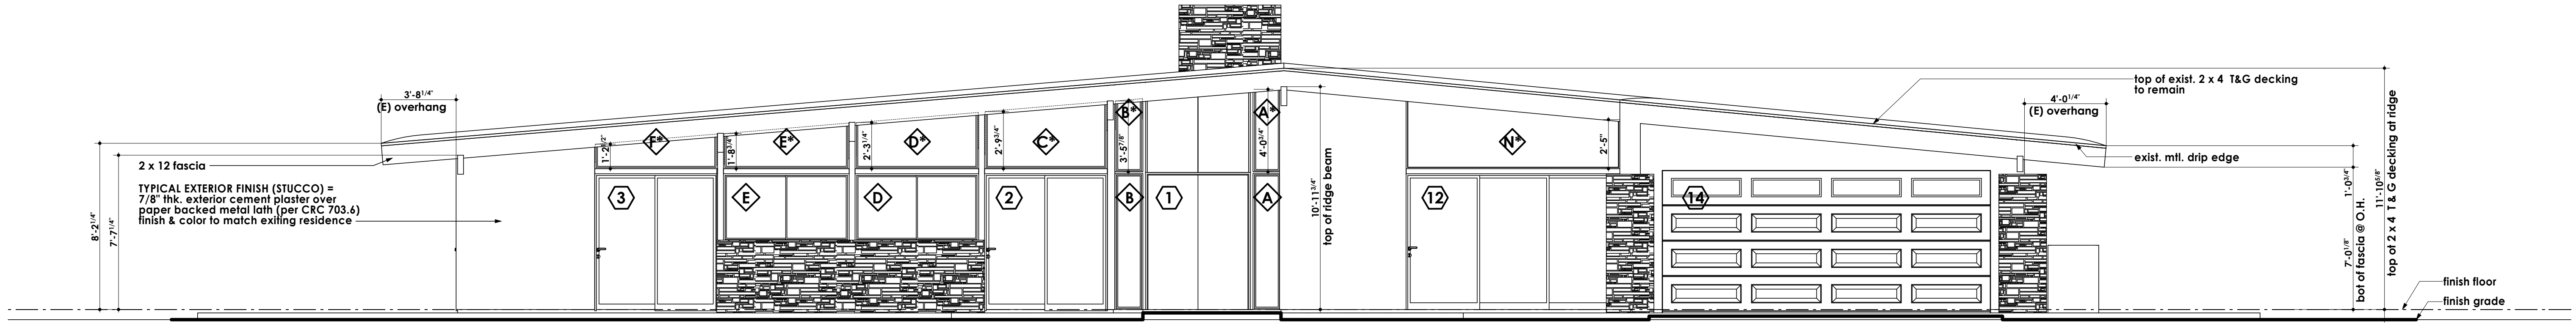 3'-8 1/4"
(E) overhang
2 x 12 fascia
TYPICAL EXTERIOR FINISH (STUCCO) =
7/8" thk. exterior cement plaster over
paper backed metal lath (per CRC 703.6)
finish & color to match exiting residence
8'-2 1/4"
7'-7 1/4"
1'-2 1/2"
F*
1'-8 3/4"
E*
2'-3 1/4"
D*
2'-9 3/4"
C*
3'-5 7/8"
B*
4'-0 3/4"
A*
3
E
D
2
B
1
A
10'-11 3/4"
top of ridge beam
N*
2'-5"
12
14
top of exist. 2 x 4 T&G decking
to remain
4'-0 1/4"
(E) overhang
exist. mtl. drip edge
1'-0 3/4"
7'-0 1/8"
bot of fascia @ O.H.
11'-10 5/8"
top ot 2 x 4 T & G decking at ridge
finish floor
finish grade